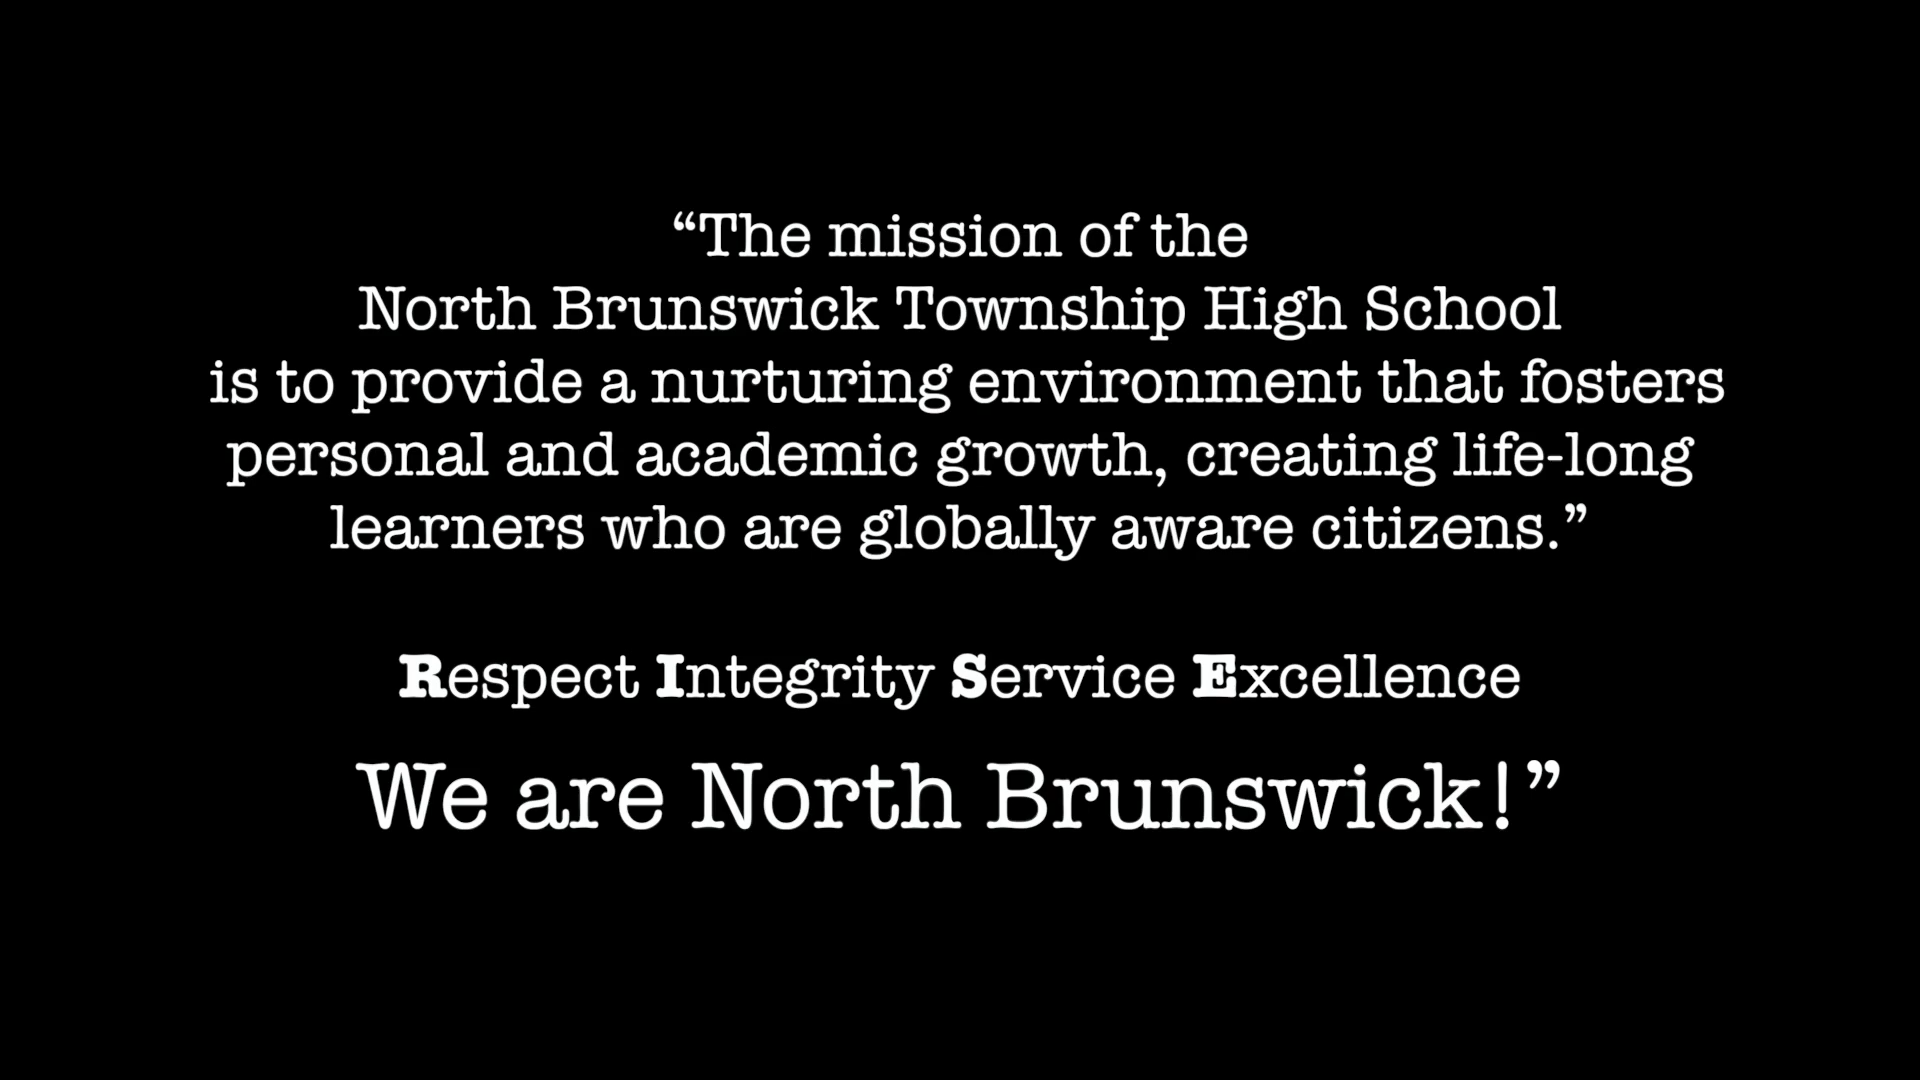 “The mission of the
North Brunswick Township High School
is to provide a nurturing environment that fosters
personal and academic growth, creating life-long
learners who are globally aware citizens.”
Respect Integrity Service Excellence
We are North Brunswick!”